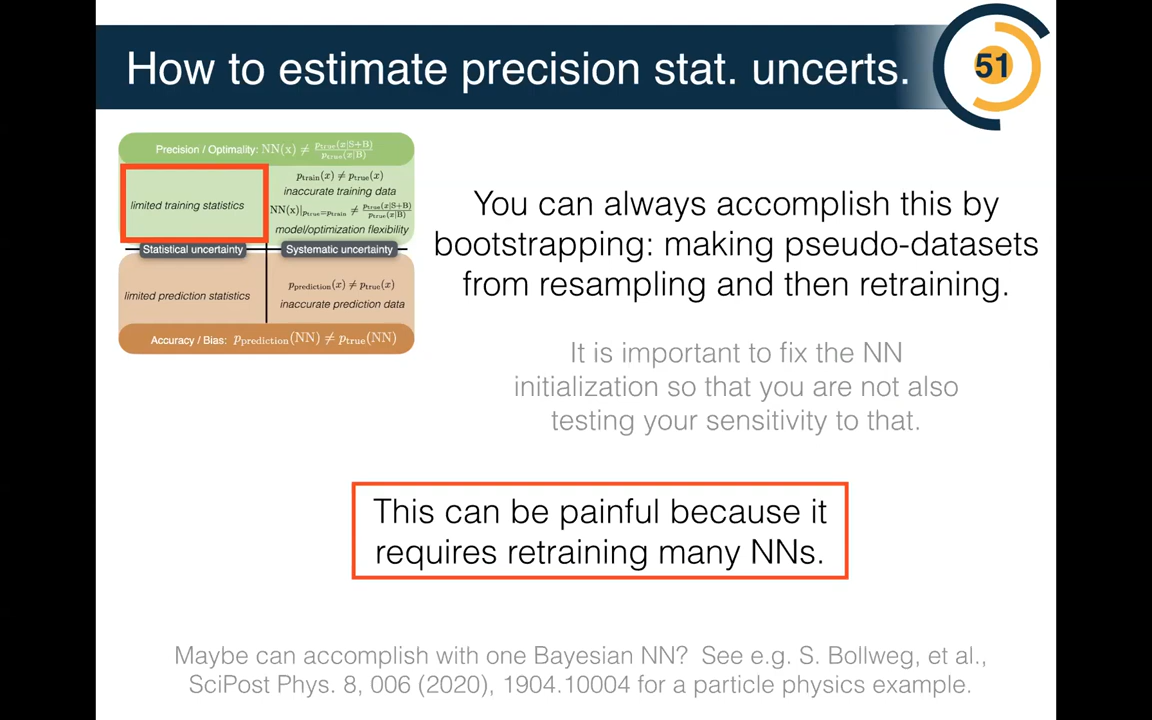 How to estimate precision stat. uncerts.
51
Precision / Optimality: NN(x) ≠ p_true(x|S+B)/p_true(x|B)
limited training statistics
p_train(x) ≠ p_true(x)
inaccurate training data
NN(x)|p_true=p_train ≠ p_true(x|S+B)/p_true(x|B)
model/optimization flexibility
Statistical uncertainty
Systematic uncertainty
limited prediction statistics
p_prediction(x) ≠ p_true(x)
inaccurate prediction data
Accuracy / Bias: p_prediction(NN) ≠ p_true(NN)
You can always accomplish this by
bootstrapping: making pseudo-datasets
from resampling and then retraining.
It is important to fix the NN
initialization so that you are not also
testing your sensitivity to that.
This can be painful because it
requires retraining many NNs.
Maybe can accomplish with one Bayesian NN? See e.g. S. Bollweg, et al.,
SciPost Phys. 8, 006 (2020), 1904.10004 for a particle physics example.